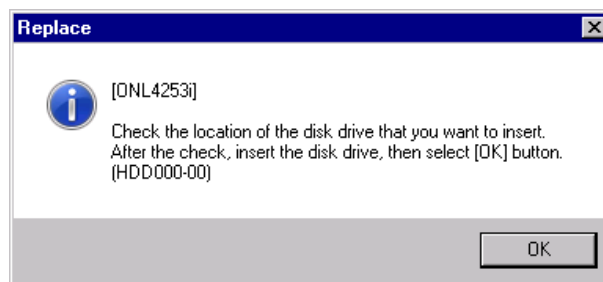 Replace
[ONL4253i]
Check the location of the disk drive that you want to insert.
After the check, insert the disk drive, then select [OK] button.
(HDD000-00)
OK